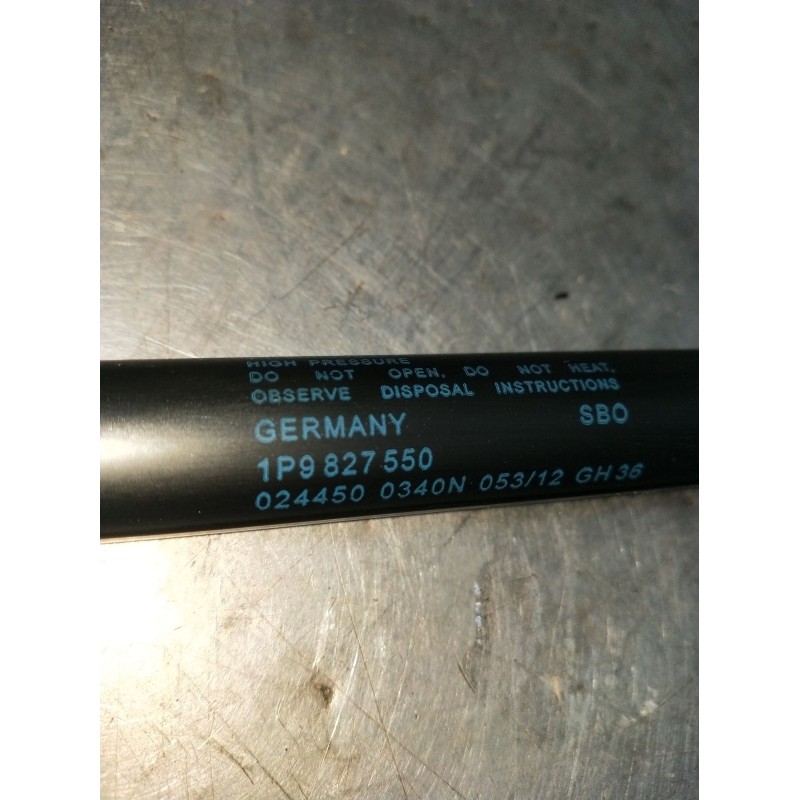 HIGH PRESSURE
DO NOT OPEN, DO NOT HEAT.
OBSERVE DISPOSAL INSTRUCTIONS
GERMANY SBO
1P9 827 550
024450 0340N 053/12 GH36